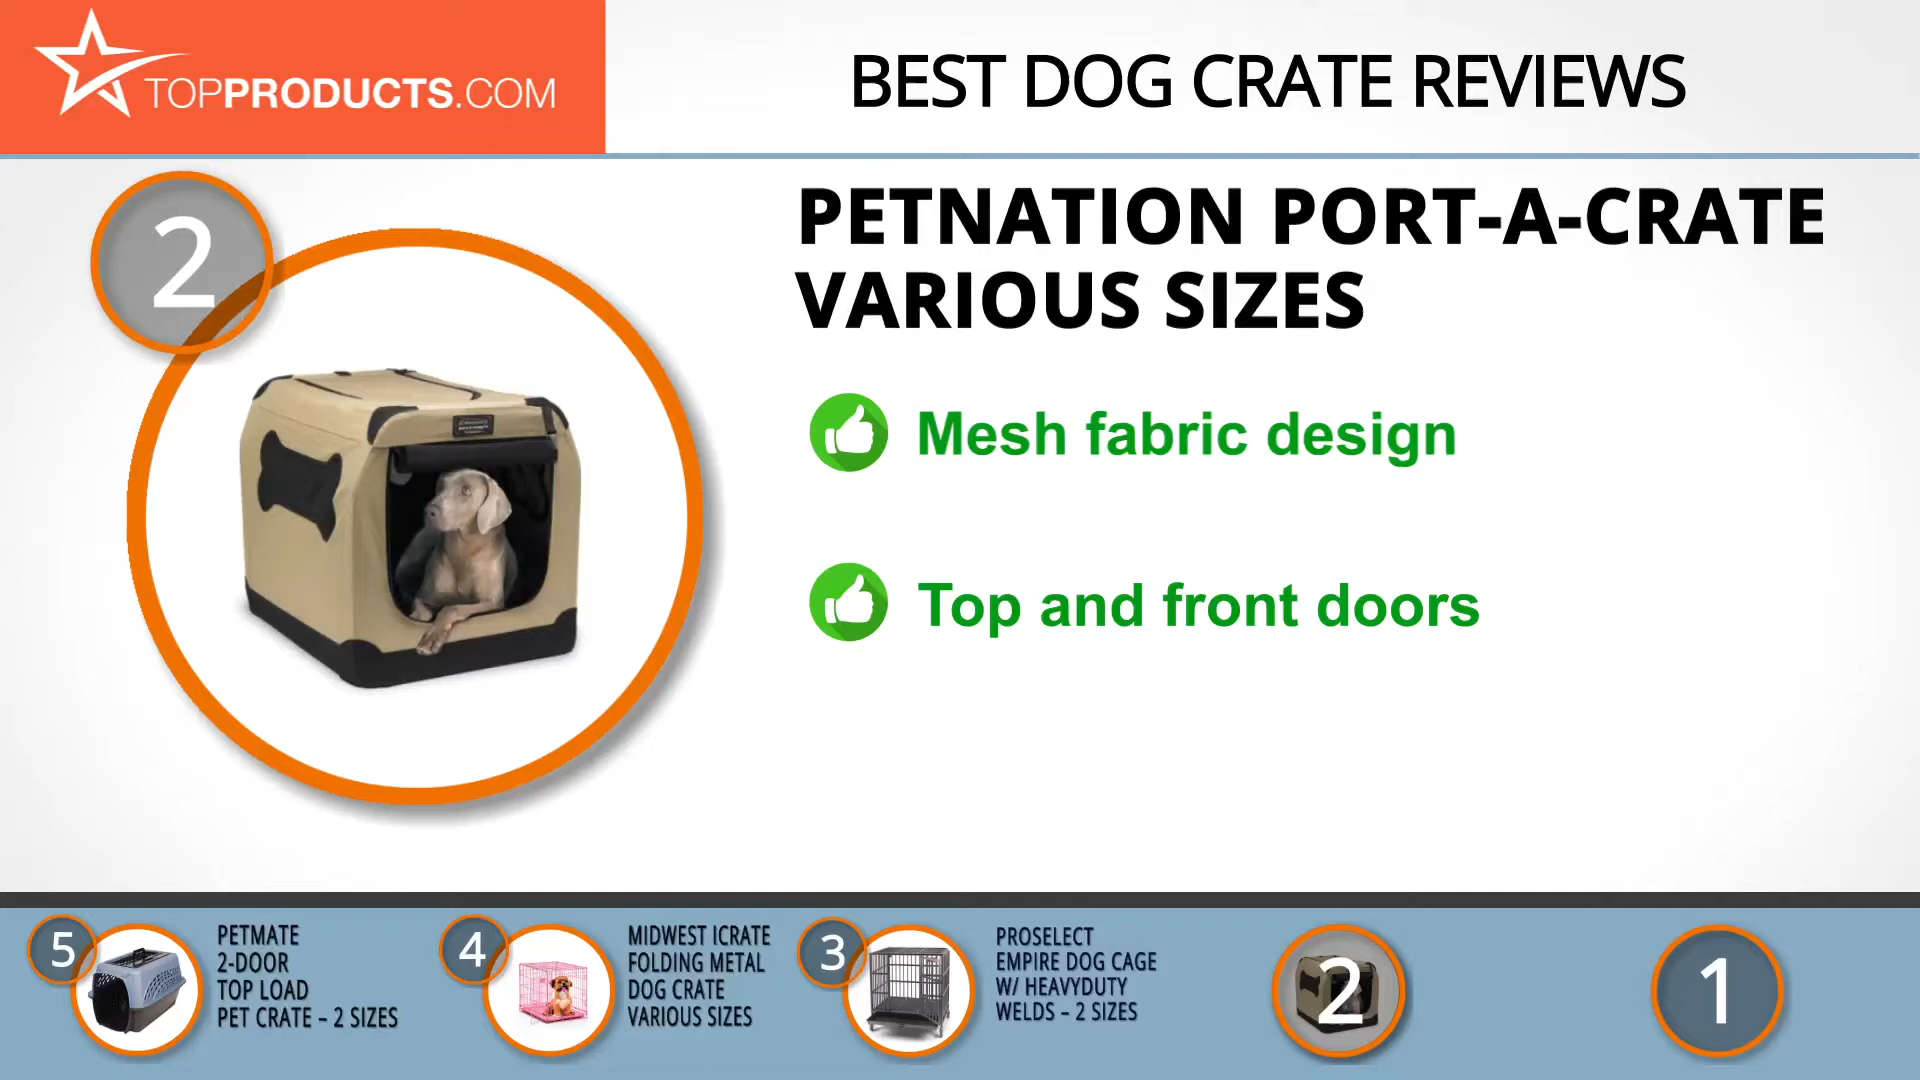 TOPPRODUCTS.COM
BEST DOG CRATE REVIEWS
2
PETNATION PORT-A-CRATE
VARIOUS SIZES
Mesh fabric design
Top and front doors
5
PETMATE
2-DOOR
TOP LOAD
PET CRATE – 2 SIZES
4
MIDWEST ICRATE
FOLDING METAL
DOG CRATE
VARIOUS SIZES
3
PROSELECT
EMPIRE DOG CAGE
W/ HEAVYDUTY
WELDS – 2 SIZES
2
1